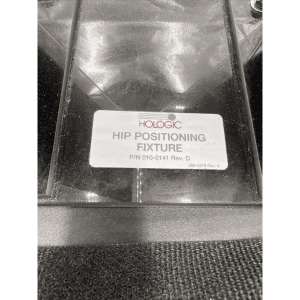 HOLOGIC
HIP POSITIONING
FIXTURE
P/N 010-0141 Rev. D